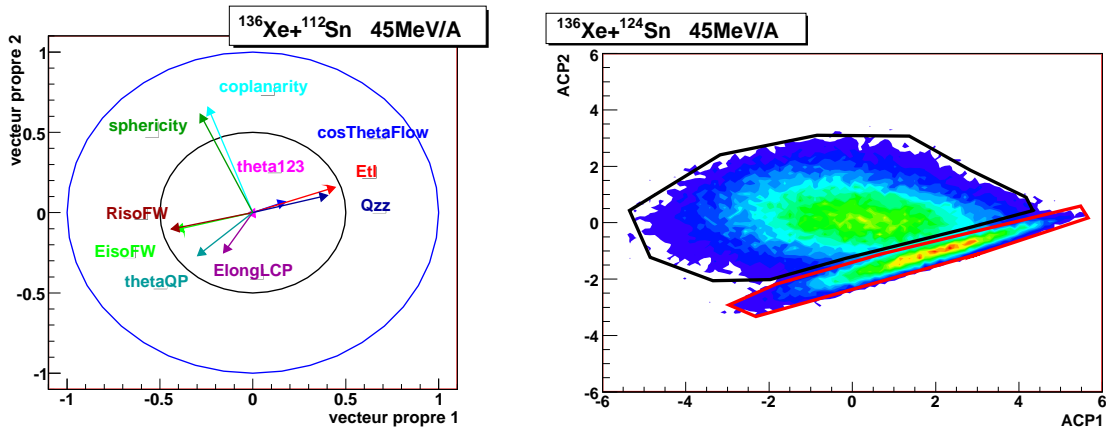 136Xe+112Sn 45MeV/A
vecteur propre 2
1
0.5
0
-0.5
-1
coplanarity
sphericity
cosThetaFlow
theta123
Etl
Qzz
RisoFW
EisoFW
thetaQP
ElongLCP
-1
-0.5
0
0.5
1
vecteur propre 1
136Xe+124Sn 45MeV/A
ACP2
6
4
2
0
-2
-4
-6
-6
-4
-2
0
2
4
6
ACP1